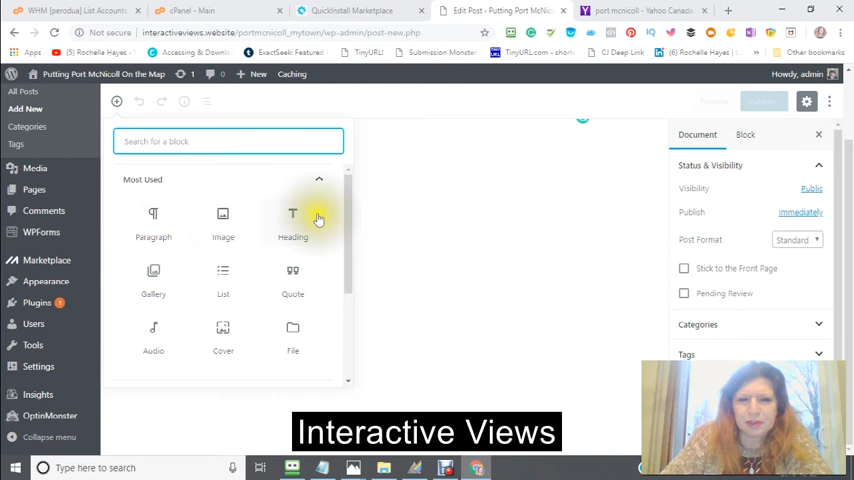 WHM [perodua] List Accounts
cPanel - Main
QuickInstall Marketplace
Edit Post ‹ Putting Port McNico
port mcnicoll - Yahoo Canada
Not secure
interactiveviews.website/portmcnicoll_mytown/wp-admin/post-new.php
Apps
(5) Rochelle Hayes
Accessing & Downlo
ExactSeek: Featured
TinyURL!
Submission Monster
TinyURL.com - short
CJ Deep Link
Rochelle Hayes - Y
Other bookmarks
Putting Port McNicoll On the Map
1
0
New
Caching
Howdy, admin
All Posts
Add New
Categories
Tags
Media
Pages
Comments
WPForms
Marketplace
Appearance
Plugins 1
Users
Tools
Settings
Insights
OptinMonster
Collapse menu
Search for a block
Most Used
Paragraph
Image
Heading
Gallery
List
Quote
Audio
Cover
File
Preview
Publish...
Document
Block
Status & Visibility
Visibility
Public
Publish
Immediately
Post Format
Standard
Stick to the Front Page
Pending Review
Categories
Tags
Interactive Views
Type here to search